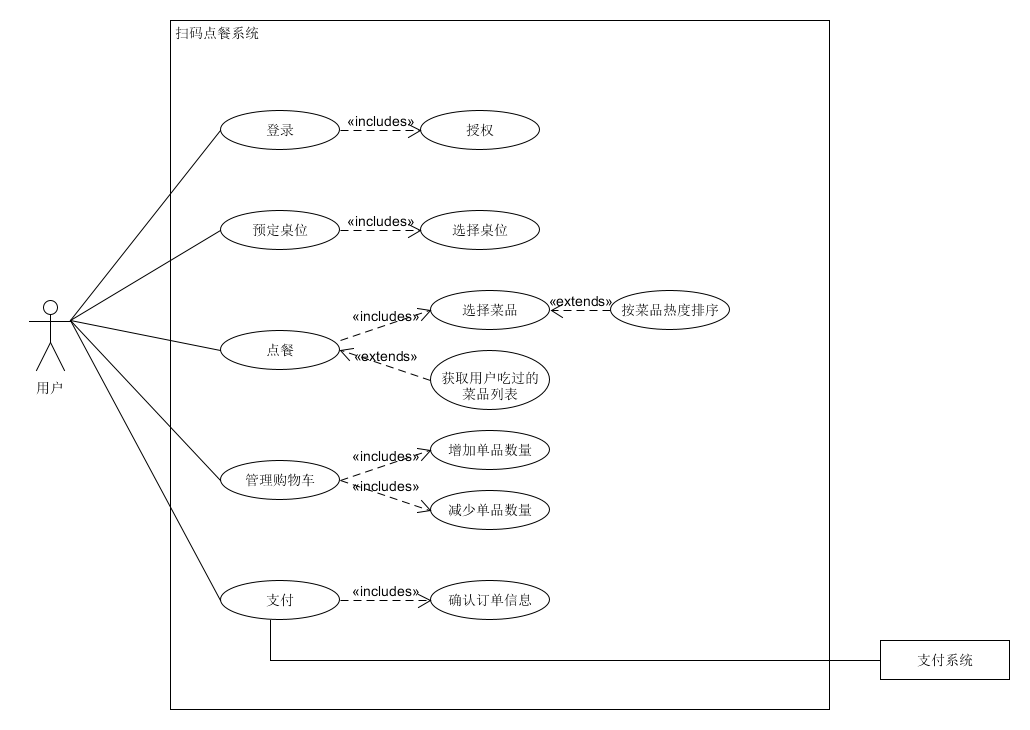 扫码点餐系统
登录
«includes»
授权
预定桌位
«includes»
选择桌位
用户
点餐
«includes»
选择菜品
«extends»
按菜品热度排序
«extends»
获取用户吃过的
菜品列表
管理购物车
«includes»
增加单品数量
«includes»
减少单品数量
支付
«includes»
确认订单信息
支付系统